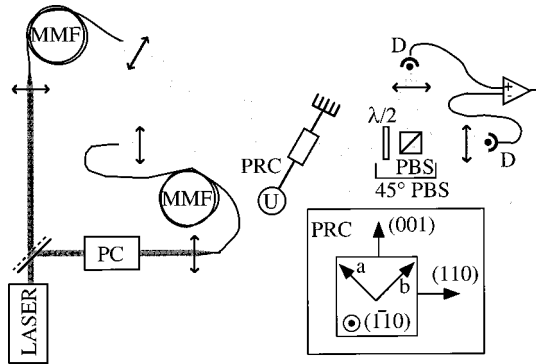 MMF
D
λ/2
+
-
PRC
PBS
D
45° PBS
MMF
U
PC
LASER
PRC
(001)
a
b
(110)
(1̄10)